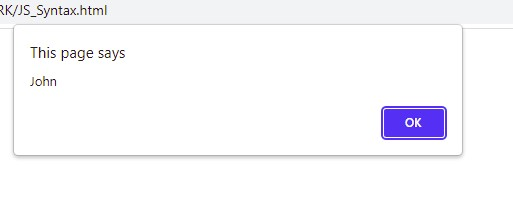 RK/JS_Syntax.html
This page says
John
OK